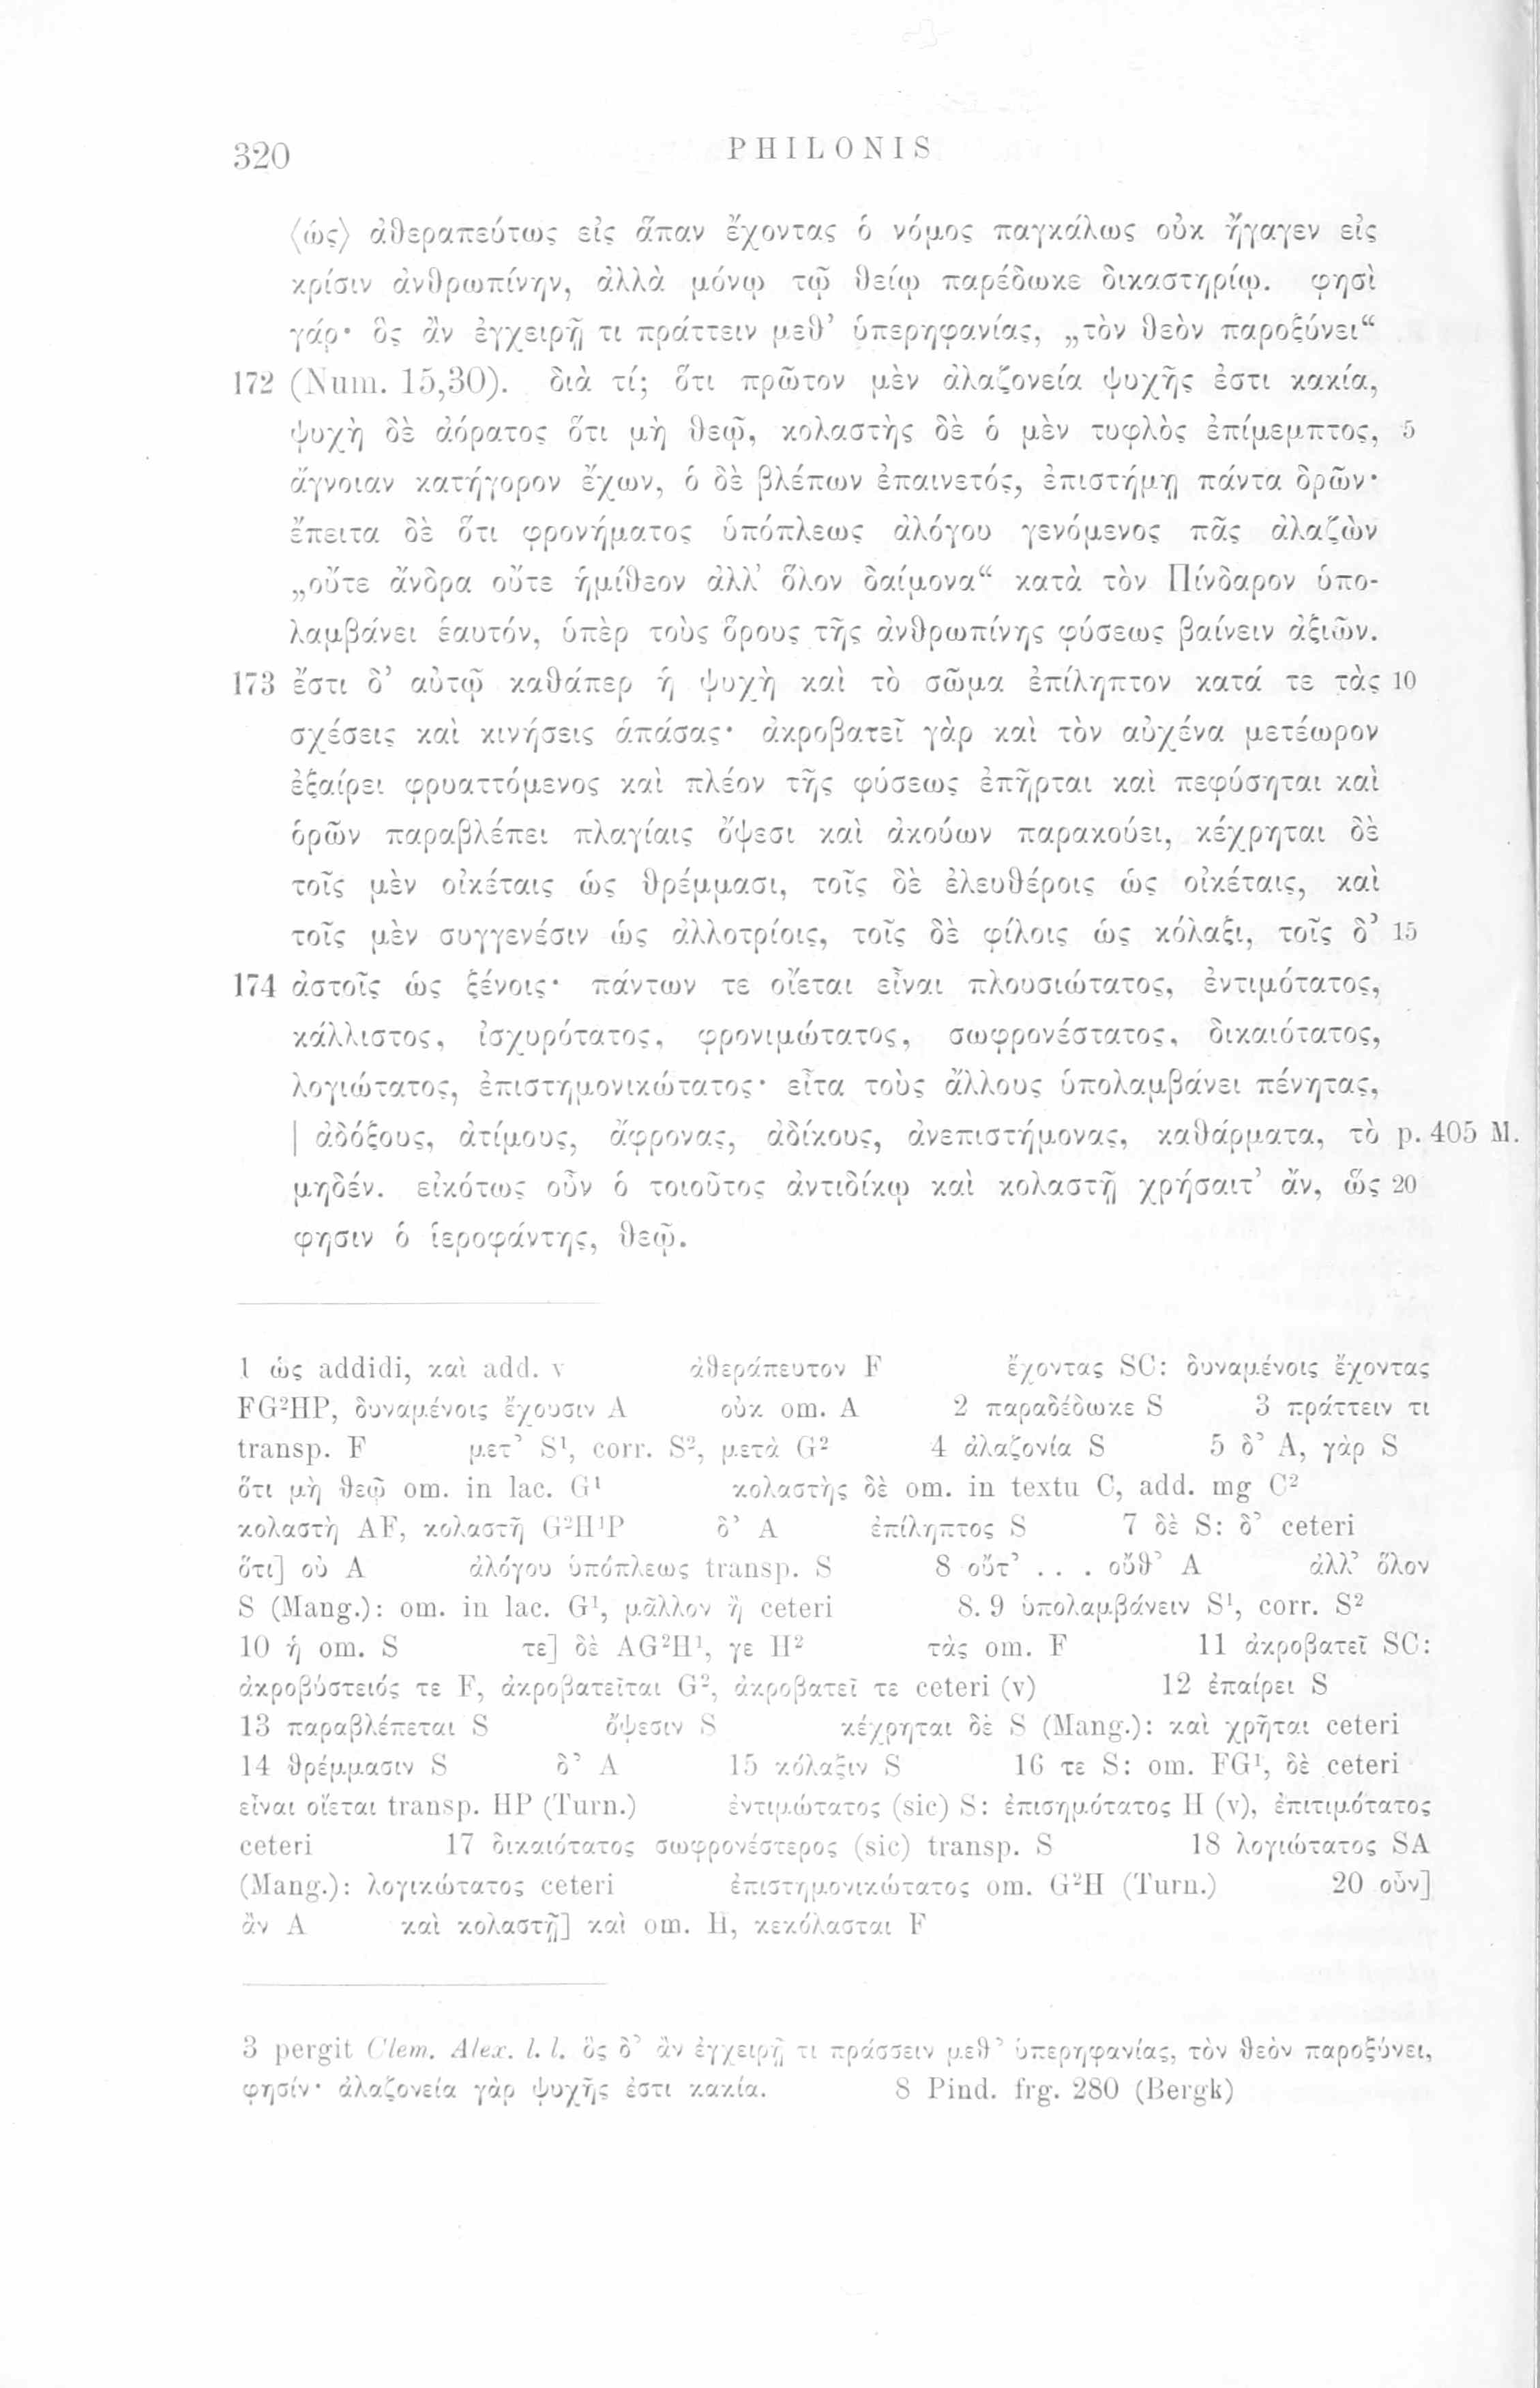 320 PHILONIS
⟨ὡς⟩ ἀθεραπεύτως εἰς ἅπαν ἔχοντας ὁ νόμος παγκάλως οὐκ ἤγαγεν εἰς
κρίσιν ἀνθρωπίνην, ἀλλὰ μόνῳ τῷ θείῳ παρέδωκε δικαστηρίῳ. φησὶ
γάρ· ὃς ἂν ἐγχειρῇ τι πράττειν μεθ’ ὑπερηφανίας, „τὸν θεὸν παροξύνει“
172 (Num. 15,30). διὰ τί; ὅτι πρῶτον μὲν ἀλαζονεία ψυχῆς ἐστι κακία,
ψυχὴ δὲ ἀόρατος ὅτι μὴ θεῷ, κολαστὴς δὲ ὁ μὲν τυφλὸς ἐπίμεμπτος, 5
ἄγνοιαν κατήγορον ἔχων, ὁ δὲ βλέπων ἐπαινετός, ἐπιστήμῃ πάντα δρῶν·
ἔπειτα δὲ ὅτι φρονήματος ὑπόπλεως ἀλόγου γενόμενος πᾶς ἀλαζὼν
„οὔτε ἄνδρα οὔτε ἡμίθεον ἀλλ’ ὅλον δαίμονα“ κατὰ τὸν Πίνδαρον ὑπο-
λαμβάνει ἑαυτόν, ὑπὲρ τοὺς ὅρους τῆς ἀνθρωπίνης φύσεως βαίνειν ἀξιῶν.
173 ἔστι δ’ αὐτῷ καθάπερ ἡ ψυχὴ καὶ τὸ σῶμα ἐπίληπτον κατά τε τὰς 10
σχέσεις καὶ κινήσεις ἁπάσας· ἀκροβατεῖ γὰρ καὶ τὸν αὐχένα μετέωρον
ἐξαίρει φρυαττόμενος καὶ πλέον τῆς φύσεως ἐπῆρται καὶ πεφύσηται καὶ
ὁρῶν παραβλέπει πλαγίαις ὄψεσι καὶ ἀκούων παρακούει, κέχρηται δὲ
τοῖς μὲν οἰκέταις ὡς θρέμμασι, τοῖς δὲ ἐλευθέροις ὡς οἰκέταις, καὶ
τοῖς μὲν συγγενέσιν ὡς ἀλλοτρίοις, τοῖς δὲ φίλοις ὡς κόλαξι, τοῖς δ’ 15
174 ἀστοῖς ὡς ξένοις· πάντων τε οἴεται εἶναι πλουσιώτατος, ἐντιμότατος,
κάλλιστος, ἰσχυρότατος, φρονιμώτατος, σωφρονέστατος, δικαιότατος,
λογιώτατος, ἐπιστημονικώτατος· εἶτα τοὺς ἄλλους ὑπολαμβάνει πένητας,
| ἀδόξους, ἀτίμους, ἄφρονας, ἀδίκους, ἀνεπιστήμονας, καθάρματα, τὸ p. 405 M.
μηδέν. εἰκότως οὖν ὁ τοιοῦτος ἀντιδίκῳ καὶ κολαστῇ χρήσαιτ’ ἄν, ὥς 20
φησιν ὁ ἱεροφάντης, θεῷ.
1 ὡς addidi, καὶ add. v ἀθεράπευτον F ἔχοντας SC: δυναμένοις ἔχοντας
FG²HP, δυναμένοις ἔχουσιν A οὐκ om. A 2 παραδέδωκε S 3 πράττειν τι
transp. F μετ’ S¹, corr. S², μετὰ G² 4 ἀλαζονία S 5 δ’ A, γὰρ S
ὅτι μὴ θεῷ om. in lac. G¹ κολαστὴς δὲ om. in textu C, add. mg C²
κολαστὴ AF, κολαστῇ G²H¹P δ’ A ἐπίληπτος S 7 δὲ S: δ’ ceteri
ὅτι] οὐ A ἀλόγου ὑπόπλεως transp. S 8 οὔτ’ . . . οὔθ’ A ἀλλ’ ὅλον
S (Mang.): om. in lac. G¹, μᾶλλον ἢ ceteri 8. 9 ὑπολαμβάνειν S¹, corr. S²
10 ἡ om. S τε] δὲ AG²H¹, γε H² τὰς om. F 11 ἀκροβατεῖ SC:
ἀκροβύστειός τε F, ἀκροβατεῖται G², ἀκροβατεῖ τε ceteri (v) 12 ἐπαίρει S
13 παραβλέπεται S ὄψεσιν S κέχρηται δὲ S (Mang.): καὶ χρῆται ceteri
14 θρέμμασιν S δ’ A 15 κόλαξιν S 16 τε S: om. FG¹, δὲ ceteri
εἶναι οἴεται transp. HP (Turn.) ἐντιμώτατος (sic) S: ἐπισημότατος H (v), ἐπιτιμότατος
ceteri 17 δικαιότατος σωφρονέστερος (sic) transp. S 18 λογιώτατος SA
(Mang.): λογικώτατος ceteri ἐπιστημονικώτατος om. G²H (Turn.) 20 οὖν]
ἂν A καὶ κολαστῇ] καὶ om. H, κεκόλασται F
3 pergit Clem. Alex. l. l. ὃς δ’ ἂν ἐγχειρῇ τι πράσσειν μεθ’ ὑπερηφανίας, τὸν θεὸν παροξύνει,
φησίν· ἀλαζονεία γὰρ ψυχῆς ἐστι κακία. 8 Pind. frg. 280 (Bergk)